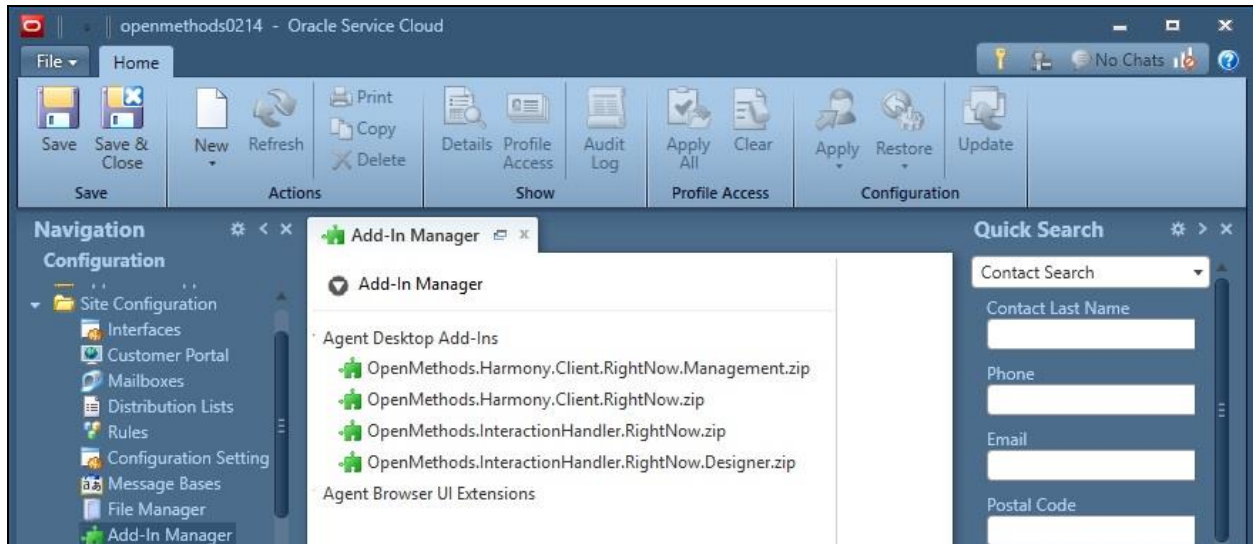 openmethods0214 - Oracle Service Cloud
File
Home
No Chats
Save
Save & Close
New
Refresh
Print
Copy
Delete
Details
Profile Access
Audit Log
Apply All
Clear
Apply
Restore
Update
Save
Actions
Show
Profile Access
Configuration
Navigation
Configuration
Site Configuration
Interfaces
Customer Portal
Mailboxes
Distribution Lists
Rules
Configuration Setting
Message Bases
File Manager
Add-In Manager
Add-In Manager
Add-In Manager
Agent Desktop Add-Ins
OpenMethods.Harmony.Client.RightNow.Management.zip
OpenMethods.Harmony.Client.RightNow.zip
OpenMethods.InteractionHandler.RightNow.zip
OpenMethods.InteractionHandler.RightNow.Designer.zip
Agent Browser UI Extensions
Quick Search
Contact Search
Contact Last Name
Phone
Email
Postal Code